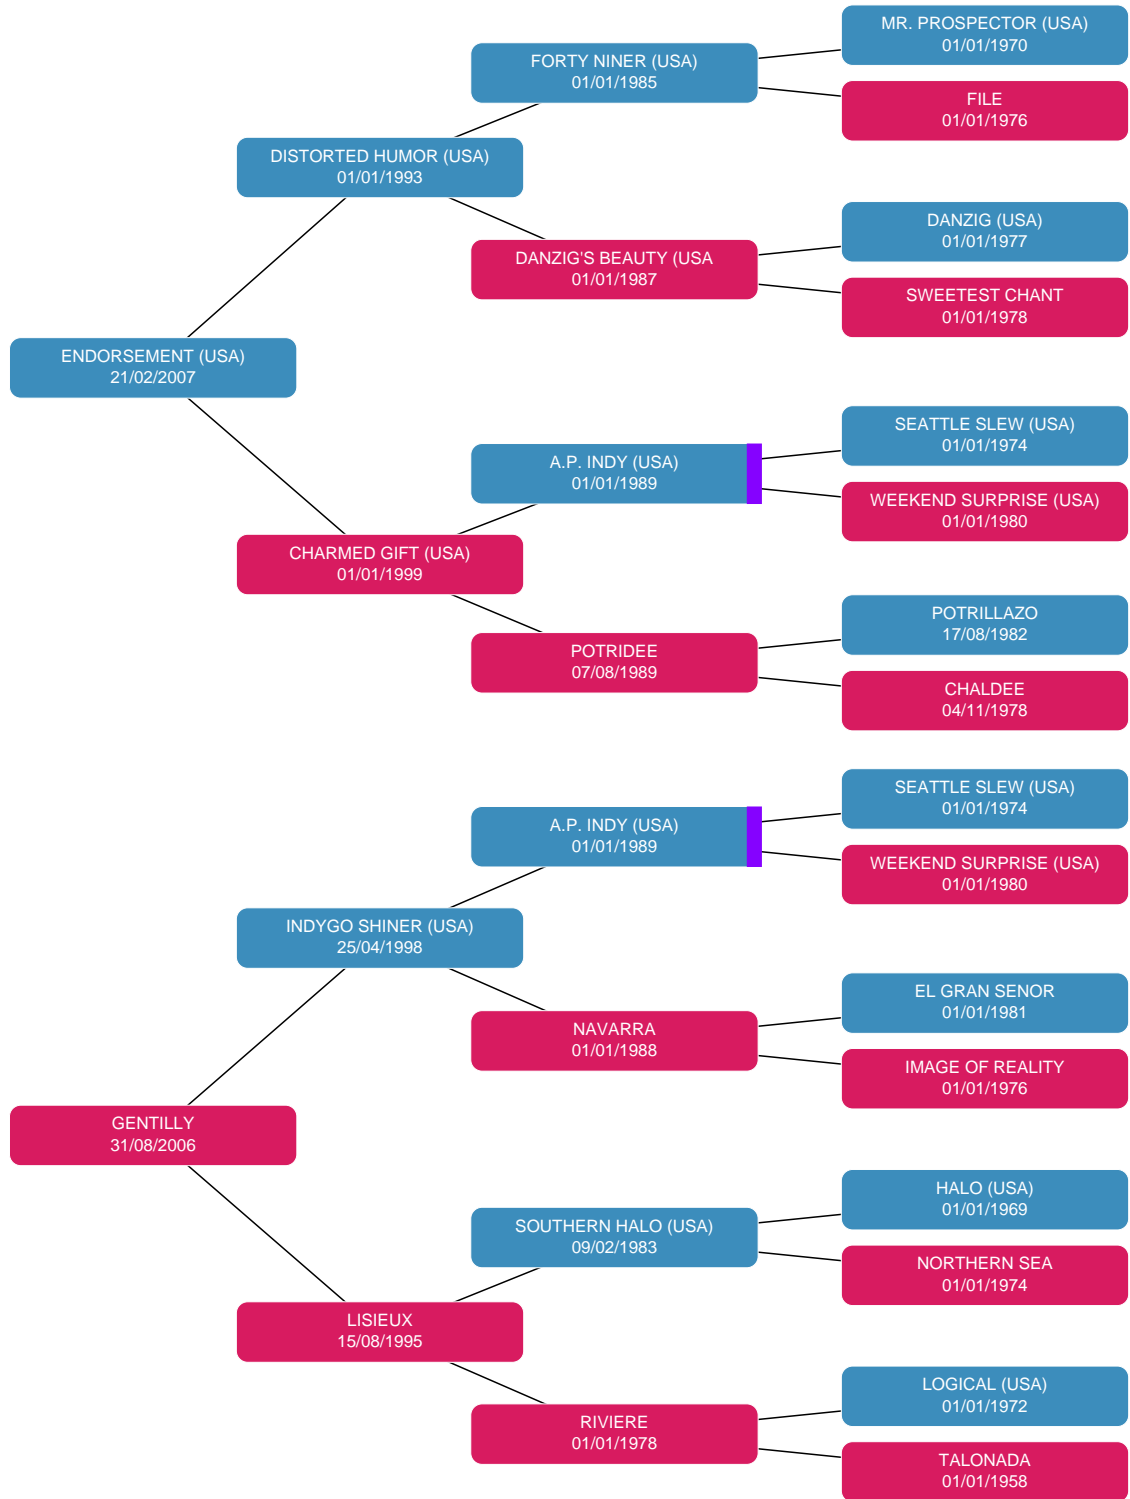 MR. PROSPECTOR (USA)
01/01/1970
FORTY NINER (USA)
01/01/1985
FILE
01/01/1976
DISTORTED HUMOR (USA)
01/01/1993
DANZIG (USA)
01/01/1977
DANZIG'S BEAUTY (USA
01/01/1987
SWEETEST CHANT
01/01/1978
ENDORSEMENT (USA)
21/02/2007
SEATTLE SLEW (USA)
01/01/1974
A.P. INDY (USA)
01/01/1989
WEEKEND SURPRISE (USA)
01/01/1980
CHARMED GIFT (USA)
01/01/1999
POTRILLAZO
17/08/1982
POTRIDEE
07/08/1989
CHALDEE
04/11/1978
SEATTLE SLEW (USA)
01/01/1974
A.P. INDY (USA)
01/01/1989
WEEKEND SURPRISE (USA)
01/01/1980
INDYGO SHINER (USA)
25/04/1998
EL GRAN SENOR
01/01/1981
NAVARRA
01/01/1988
IMAGE OF REALITY
01/01/1976
GENTILLY
31/08/2006
HALO (USA)
01/01/1969
SOUTHERN HALO (USA)
09/02/1983
NORTHERN SEA
01/01/1974
LISIEUX
15/08/1995
LOGICAL (USA)
01/01/1972
RIVIERE
01/01/1978
TALONADA
01/01/1958